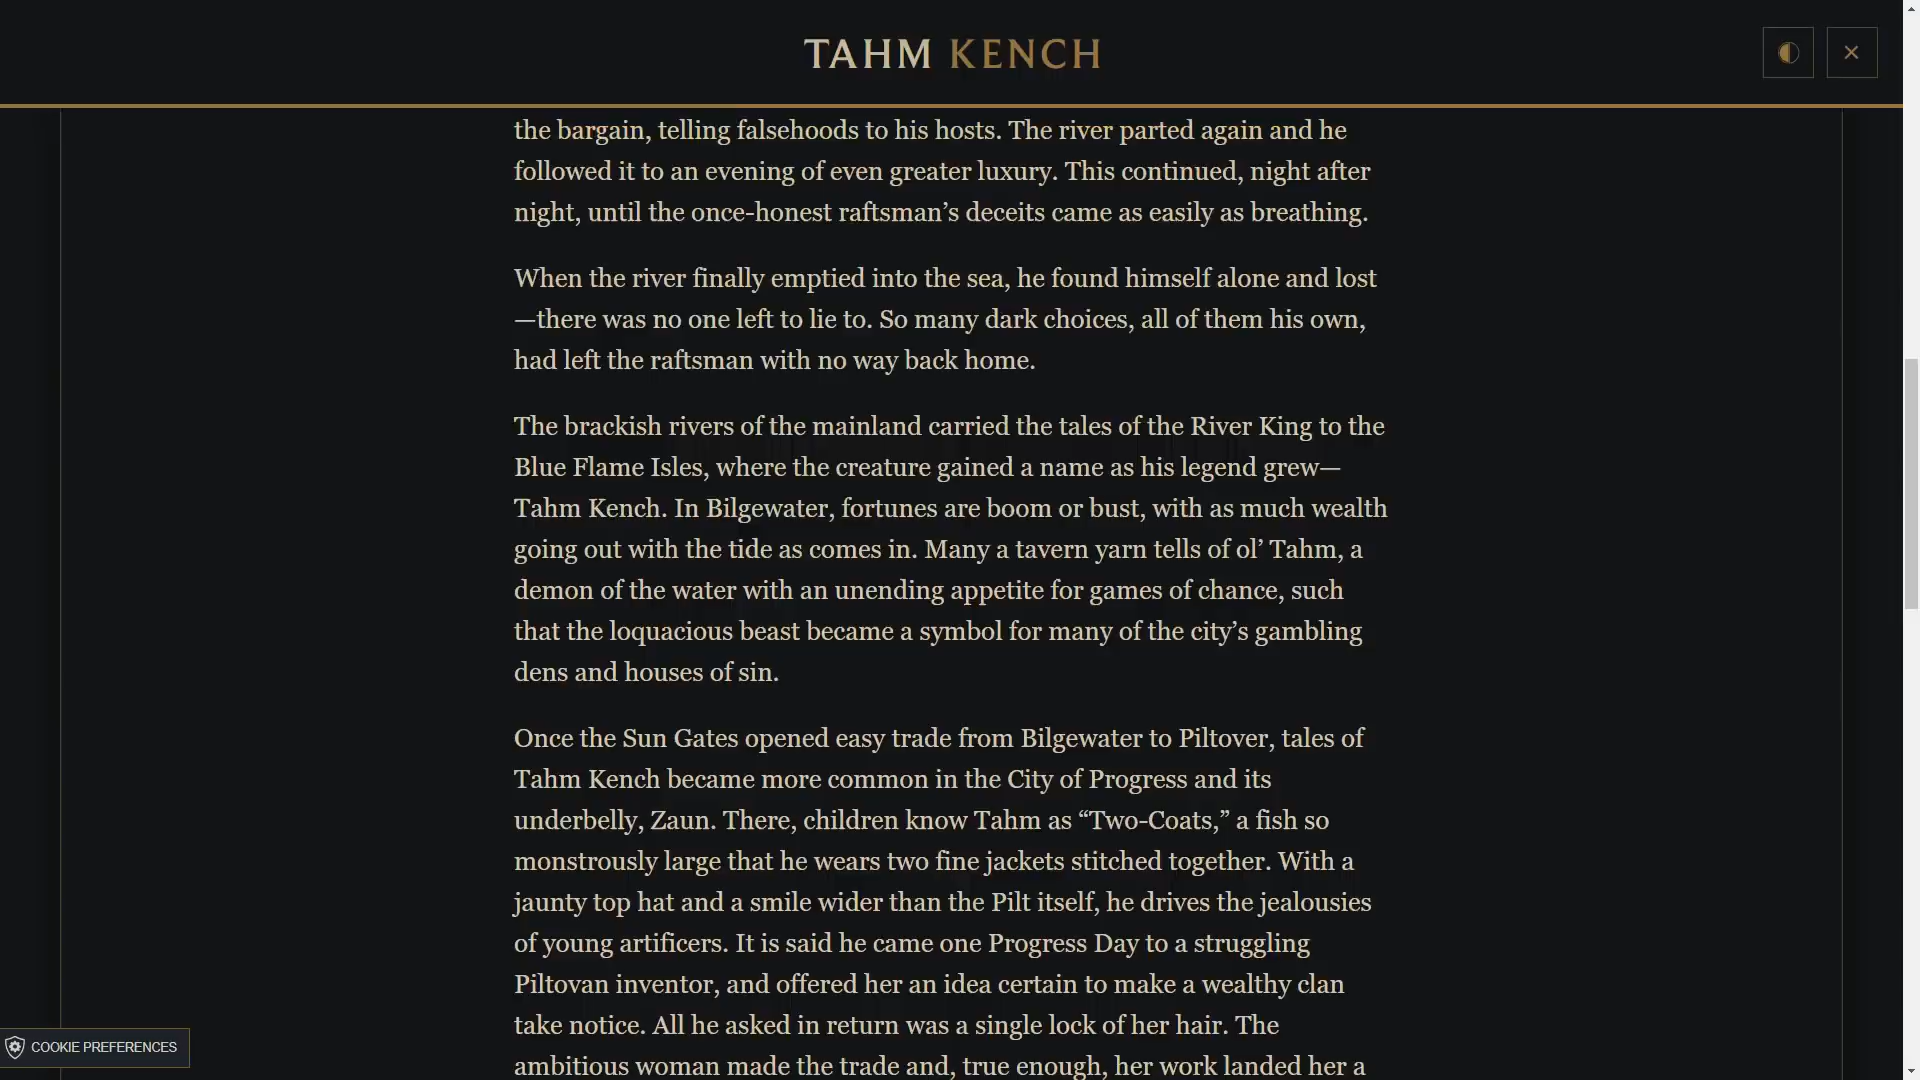 TAHM KENCH
the bargain, telling falsehoods to his hosts. The river parted again and he
followed it to an evening of even greater luxury. This continued, night after
night, until the once-honest raftsman’s deceits came as easily as breathing.
When the river finally emptied into the sea, he found himself alone and lost
—there was no one left to lie to. So many dark choices, all of them his own,
had left the raftsman with no way back home.
The brackish rivers of the mainland carried the tales of the River King to the
Blue Flame Isles, where the creature gained a name as his legend grew—
Tahm Kench. In Bilgewater, fortunes are boom or bust, with as much wealth
going out with the tide as comes in. Many a tavern yarn tells of ol’ Tahm, a
demon of the water with an unending appetite for games of chance, such
that the loquacious beast became a symbol for many of the city’s gambling
dens and houses of sin.
Once the Sun Gates opened easy trade from Bilgewater to Piltover, tales of
Tahm Kench became more common in the City of Progress and its
underbelly, Zaun. There, children know Tahm as “Two-Coats,” a fish so
monstrously large that he wears two fine jackets stitched together. With a
jaunty top hat and a smile wider than the Pilt itself, he drives the jealousies
of young artificers. It is said he came one Progress Day to a struggling
Piltovan inventor, and offered her an idea certain to make a wealthy clan
take notice. All he asked in return was a single lock of her hair. The
ambitious woman made the trade and, true enough, her work landed her a
COOKIE PREFERENCES